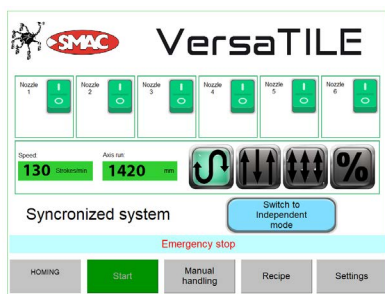 SMAC VersaTILE
Nozzle 1 Nozzle 2 Nozzle 3 Nozzle 4 Nozzle 5 Nozzle 6
Speed Axis run
130 Strokes/min 1420 mm %
Syncronized system
Switch to
Independent
mode
Emergency stop
HOMING Start Manual handling Recipe Settings